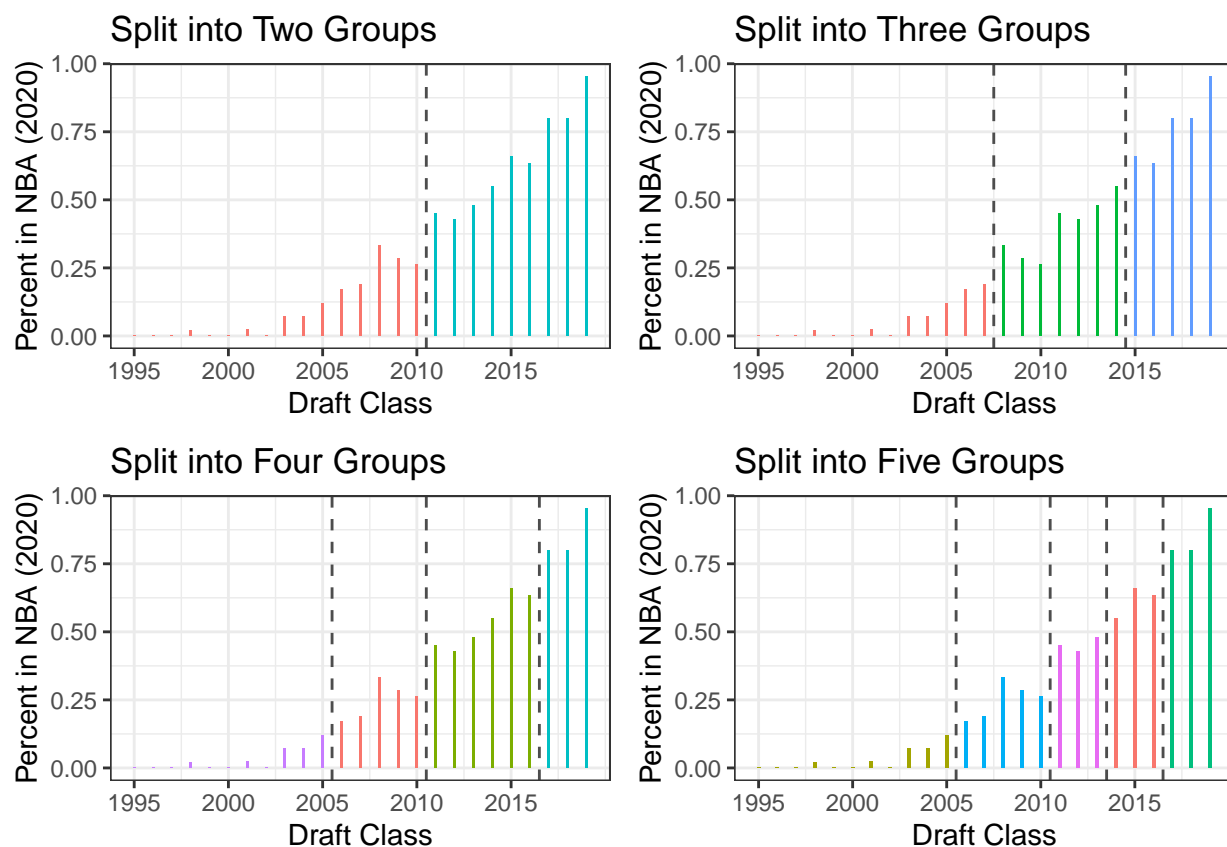 Split into Two Groups
Percent in NBA (2020)
1.00
0.75
0.50
0.25
0.00
1995 2000 2005 2010 2015
Draft Class
Split into Three Groups
Percent in NBA (2020)
1.00
0.75
0.50
0.25
0.00
1995 2000 2005 2010 2015
Draft Class
Split into Four Groups
Percent in NBA (2020)
1.00
0.75
0.50
0.25
0.00
1995 2000 2005 2010 2015
Draft Class
Split into Five Groups
Percent in NBA (2020)
1.00
0.75
0.50
0.25
0.00
1995 2000 2005 2010 2015
Draft Class